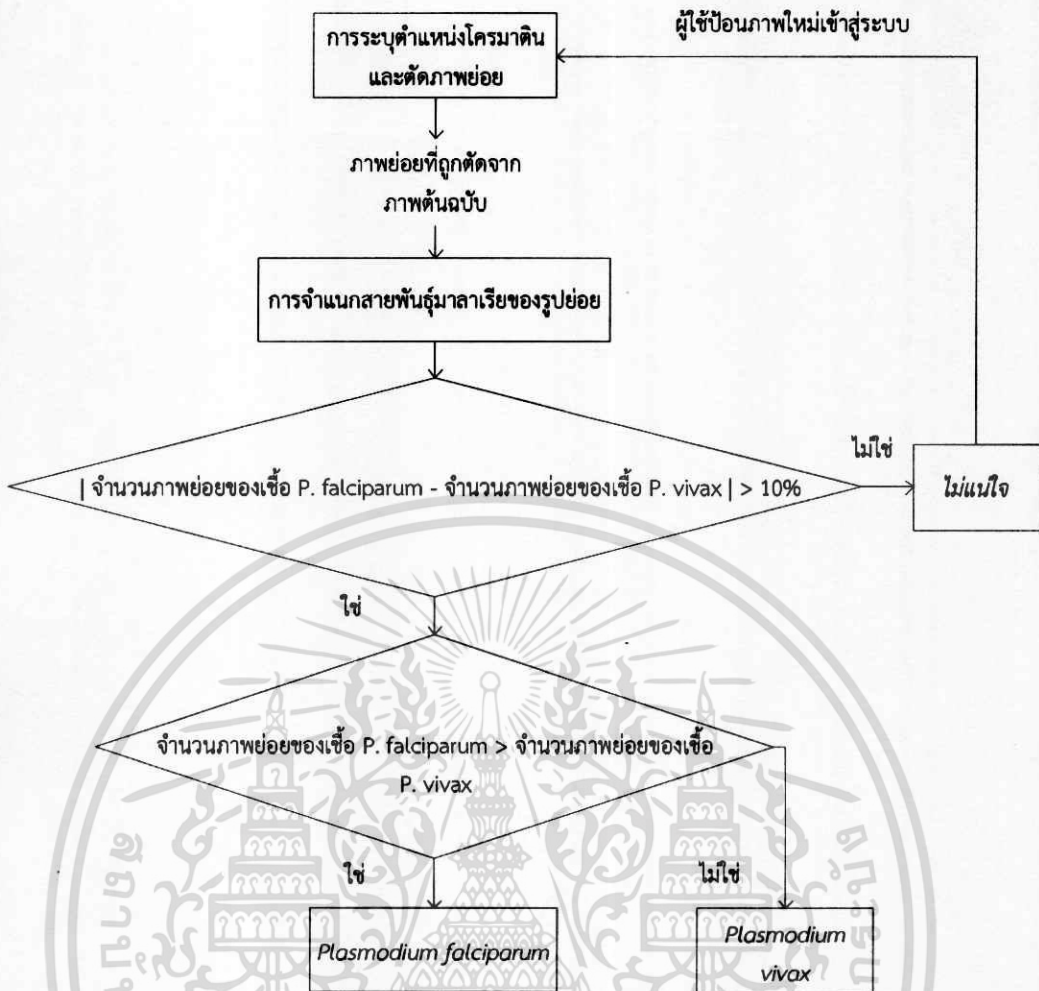 ผู้ใช้ป้อนภาพใหม่เข้าสู่ระบบ
การระบุตำแหน่งโครมาติน
และตัดภาพย่อย
ภาพย่อยที่ถูกตัดจาก
ภาพต้นฉบับ
การจำแนกสายพันธุ์มาลาเรียของรูปย่อย
| จำนวนภาพย่อยของเชื้อ P. falciparum - จำนวนภาพย่อยของเชื้อ P. vivax | > 10%
ไม่ใช่
ไม่แน่ใจ
ใช่
จำนวนภาพย่อยของเชื้อ P. falciparum > จำนวนภาพย่อยของเชื้อ
P. vivax
ใช่
ไม่ใช่
Plasmodium falciparum
Plasmodium
vivax